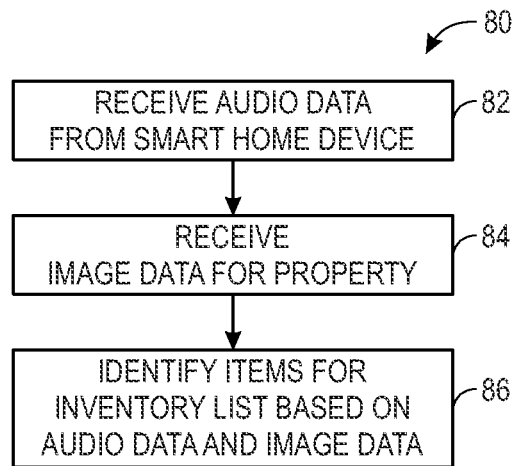 80
RECEIVE AUDIO DATA
FROM SMART HOME DEVICE
82
RECEIVE
IMAGE DATA FOR PROPERTY
84
IDENTIFY ITEMS FOR
INVENTORY LIST BASED ON
AUDIO DATA AND IMAGE DATA
86